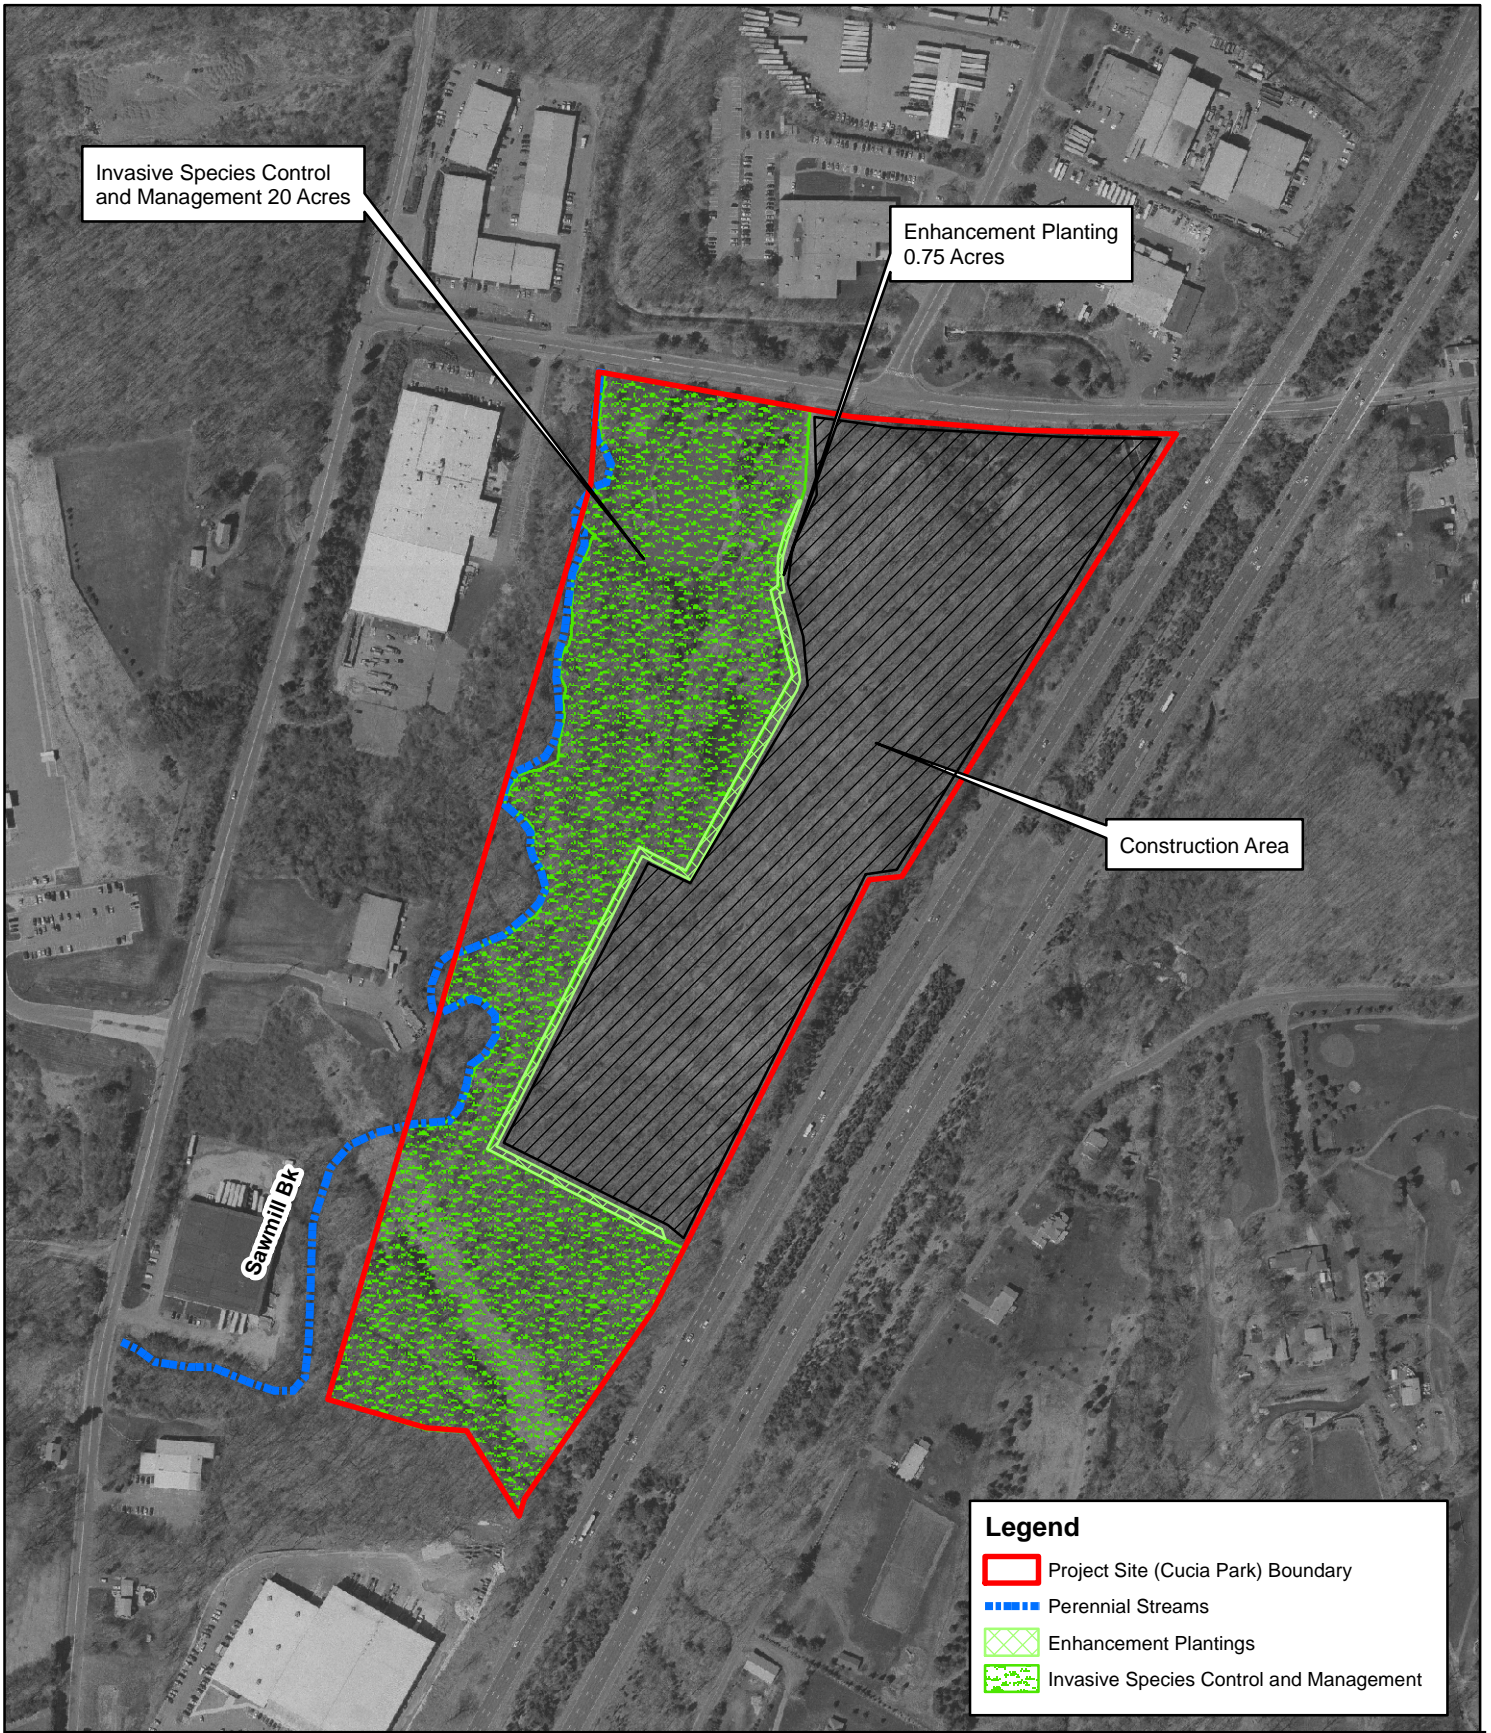 Invasive Species Control
and Management 20 Acres
Enhancement Planting
0.75 Acres
Construction Area
Sawmill Bk
Legend
Project Site (Cucia Park) Boundary
Perennial Streams
Enhancement Plantings
Invasive Species Control and Management